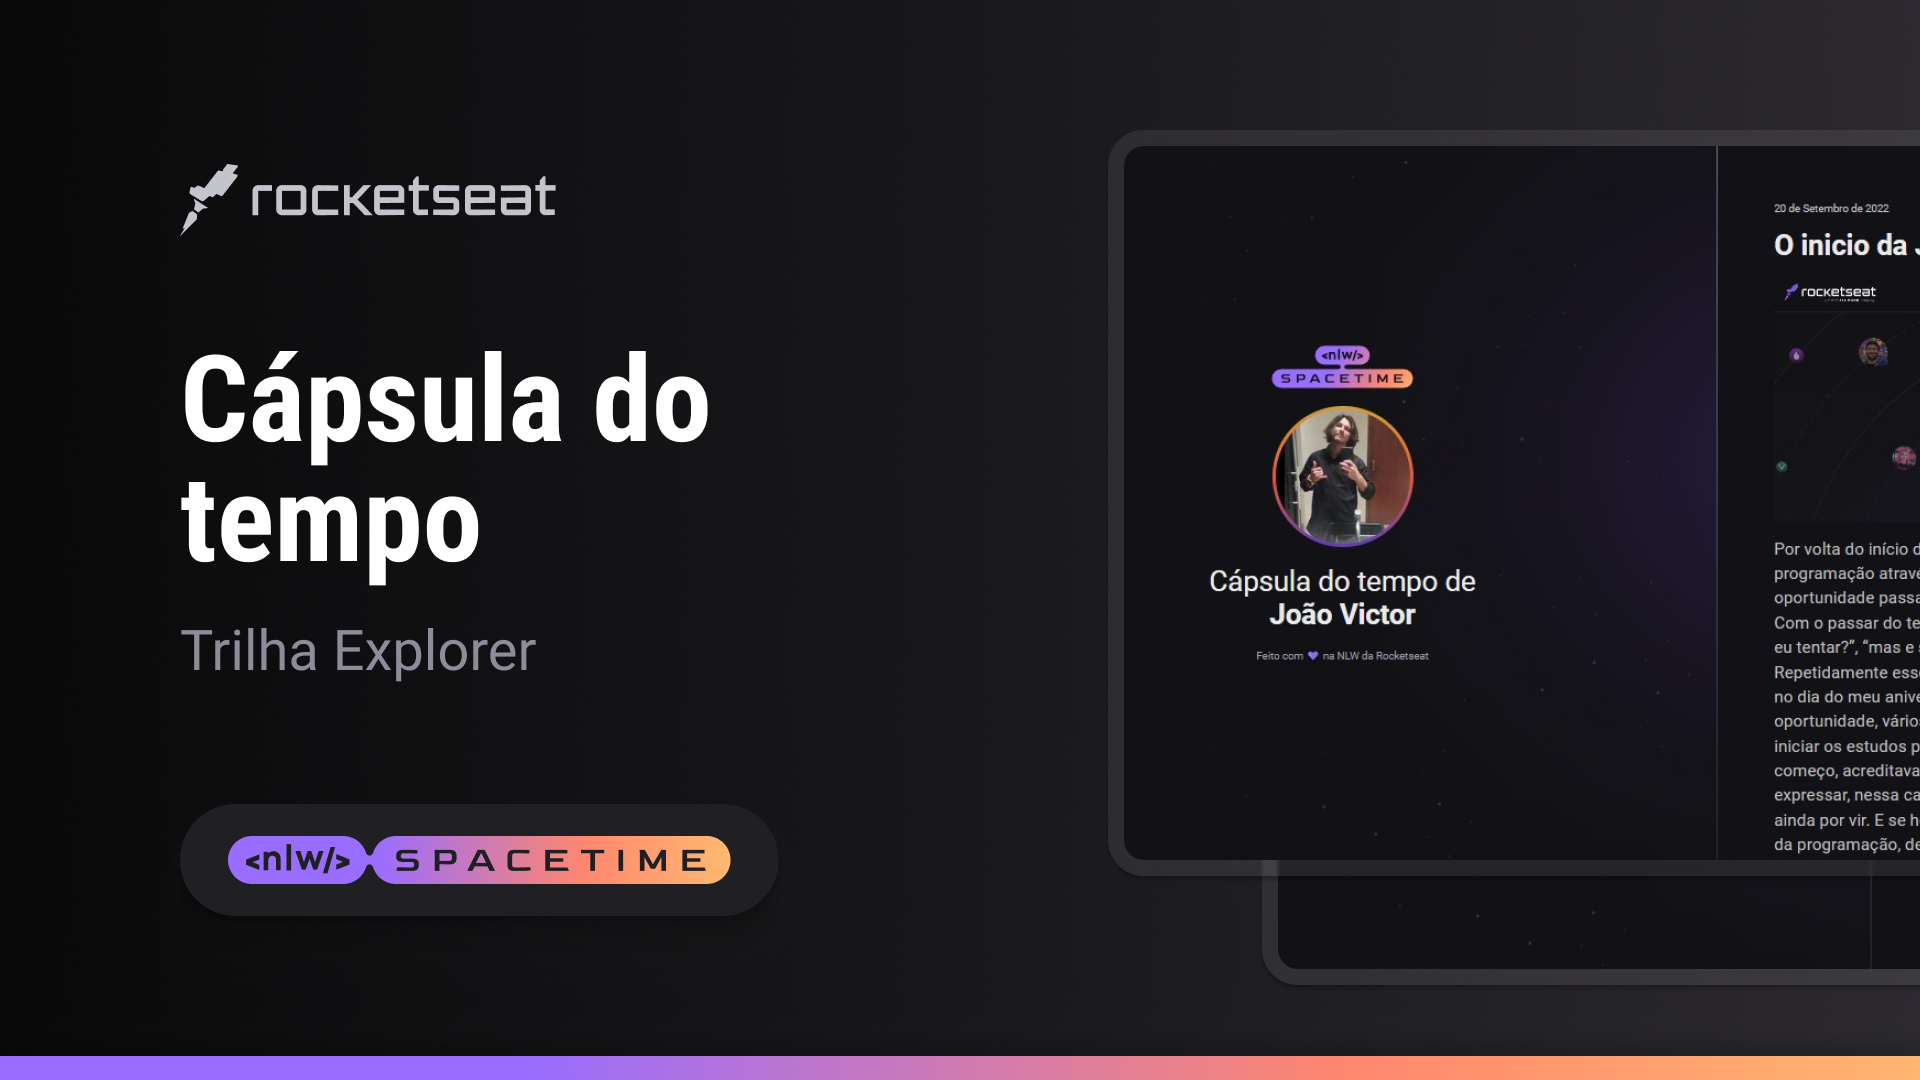 rocketseat
Cápsula do
tempo
Trilha Explorer
<nlw/> SPACETIME
<nlw/>
SPACETIME
Cápsula do tempo de
João Victor
Feito com 💜 na NLW da Rocketseat
20 de Setembro de 2022
O inicio da
rocketseat
Por volta do início d
programação atravé
oportunidade passa
Com o passar do te
eu tentar?”, “mas e s
Repetidamente esse
no dia do meu anive
oportunidade, vário
iniciar os estudos p
começo, acreditava
expressar, nessa ca
ainda por vir. E se h
da programação, de